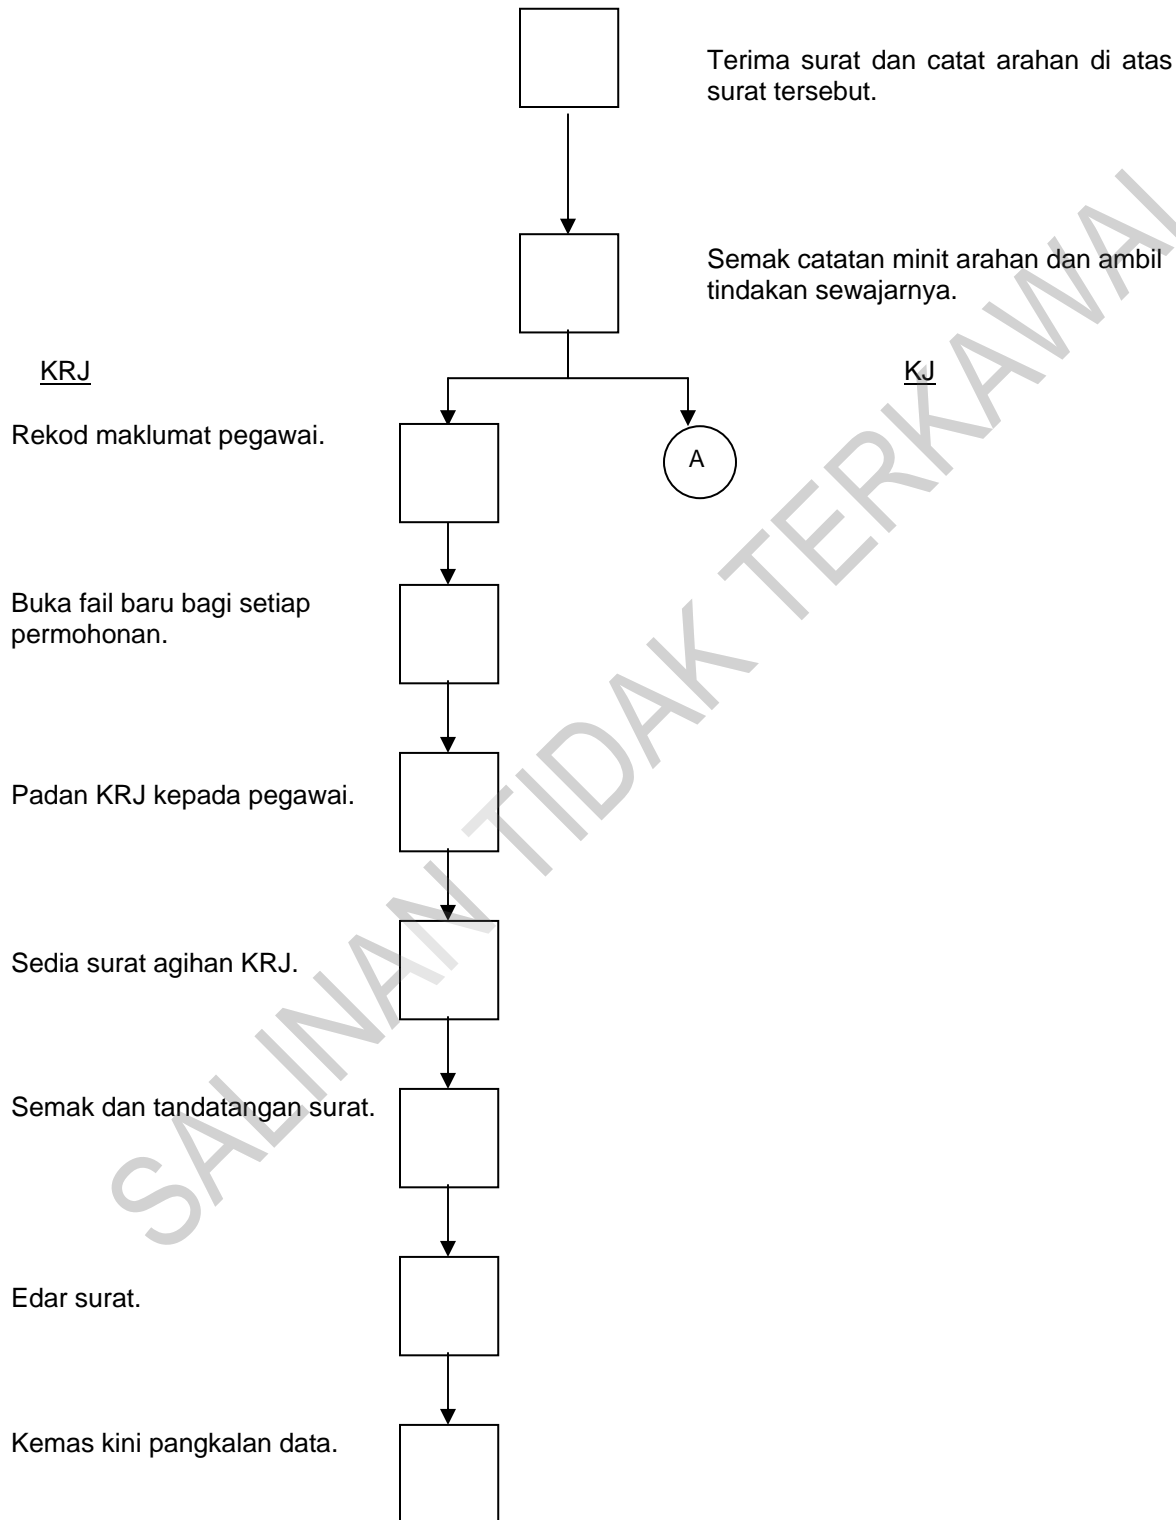 Terima surat dan catat arahan di atas
surat tersebut.
Semak catatan minit arahan dan ambil
tindakan sewajarnya.
KRJ
KJ
Rekod maklumat pegawai.
A
Buka fail baru bagi setiap
permohonan.
Padan KRJ kepada pegawai.
Sedia surat agihan KRJ.
Semak dan tandatangan surat.
Edar surat.
Kemas kini pangkalan data.
SALINAN TIDAK TERKAWAL